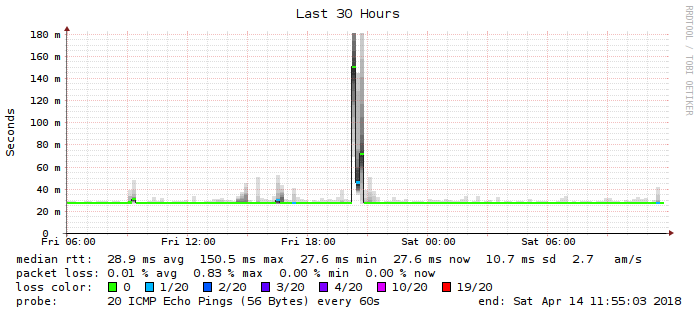 Last 30 Hours
RRDTOOL / TOBI OETIKER
Seconds
180 m
160 m
140 m
120 m
100 m
80 m
60 m
40 m
20 m
0
Fri 06:00 Fri 12:00 Fri 18:00 Sat 00:00 Sat 06:00
median rtt: 28.9 ms avg 150.5 ms max 27.6 ms min 27.6 ms now 10.7 ms sd 2.7 am/s
packet loss: 0.01 % avg 0.83 % max 0.00 % min 0.00 % now
loss color: 0 1/20 2/20 3/20 4/20 10/20 19/20
probe: 20 ICMP Echo Pings (56 Bytes) every 60s end: Sat Apr 14 11:55:03 2018